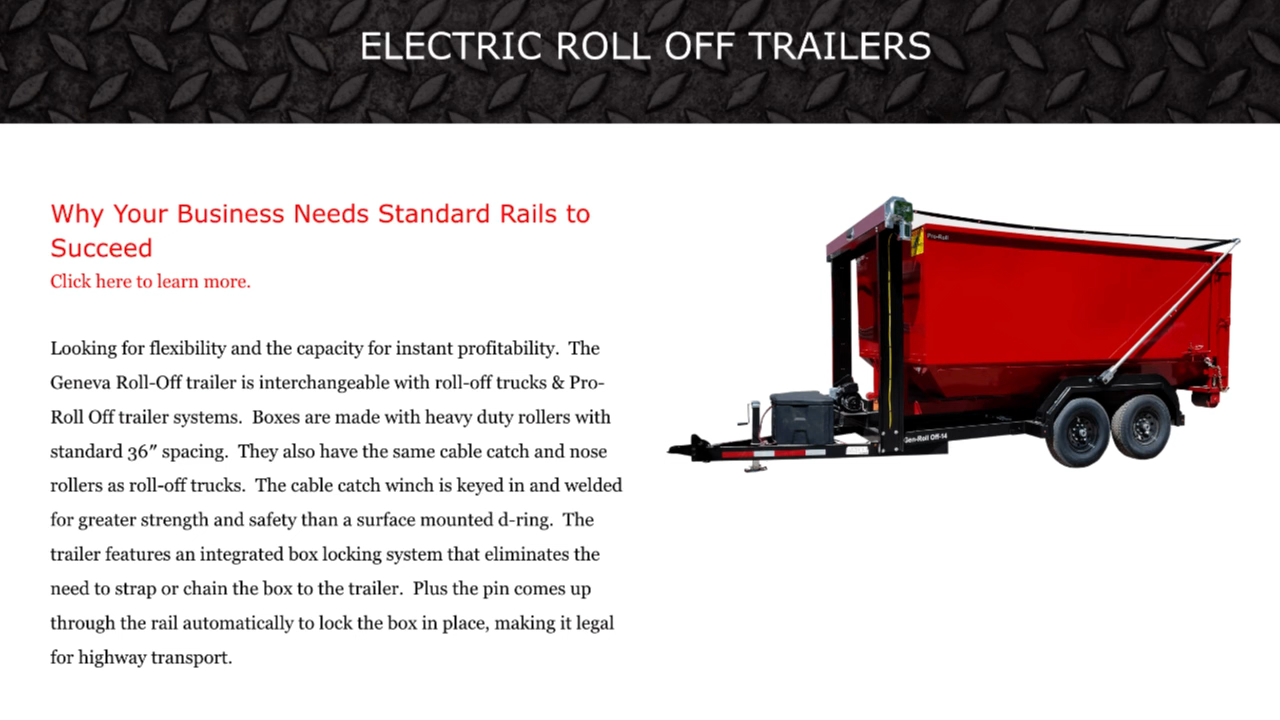 ELECTRIC ROLL OFF TRAILERS
Why Your Business Needs Standard Rails to
Succeed
Click here to learn more.
Looking for flexibility and the capacity for instant profitability.  The
Geneva Roll-Off trailer is interchangeable with roll-off trucks & Pro-
Roll Off trailer systems.  Boxes are made with heavy duty rollers with
standard 36″ spacing.  They also have the same cable catch and nose
rollers as roll-off trucks.  The cable catch winch is keyed in and welded
for greater strength and safety than a surface mounted d-ring.  The
trailer features an integrated box locking system that eliminates the
need to strap or chain the box to the trailer.  Plus the pin comes up
through the rail automatically to lock the box in place, making it legal
for highway transport.
Pro-Roll
Gen-Roll Off-14